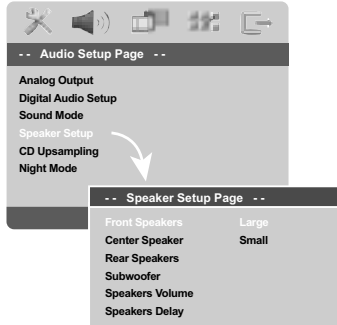 - -  Audio Setup Page  - -
Analog Output
Digital Audio Setup
Sound Mode
Speaker Setup
CD Upsampling
Night Mode
- -  Speaker Setup Page  - -
Front Speakers Large
Center Speaker Small
Rear Speakers
Subwoofer
Speakers Volume
Speakers Delay